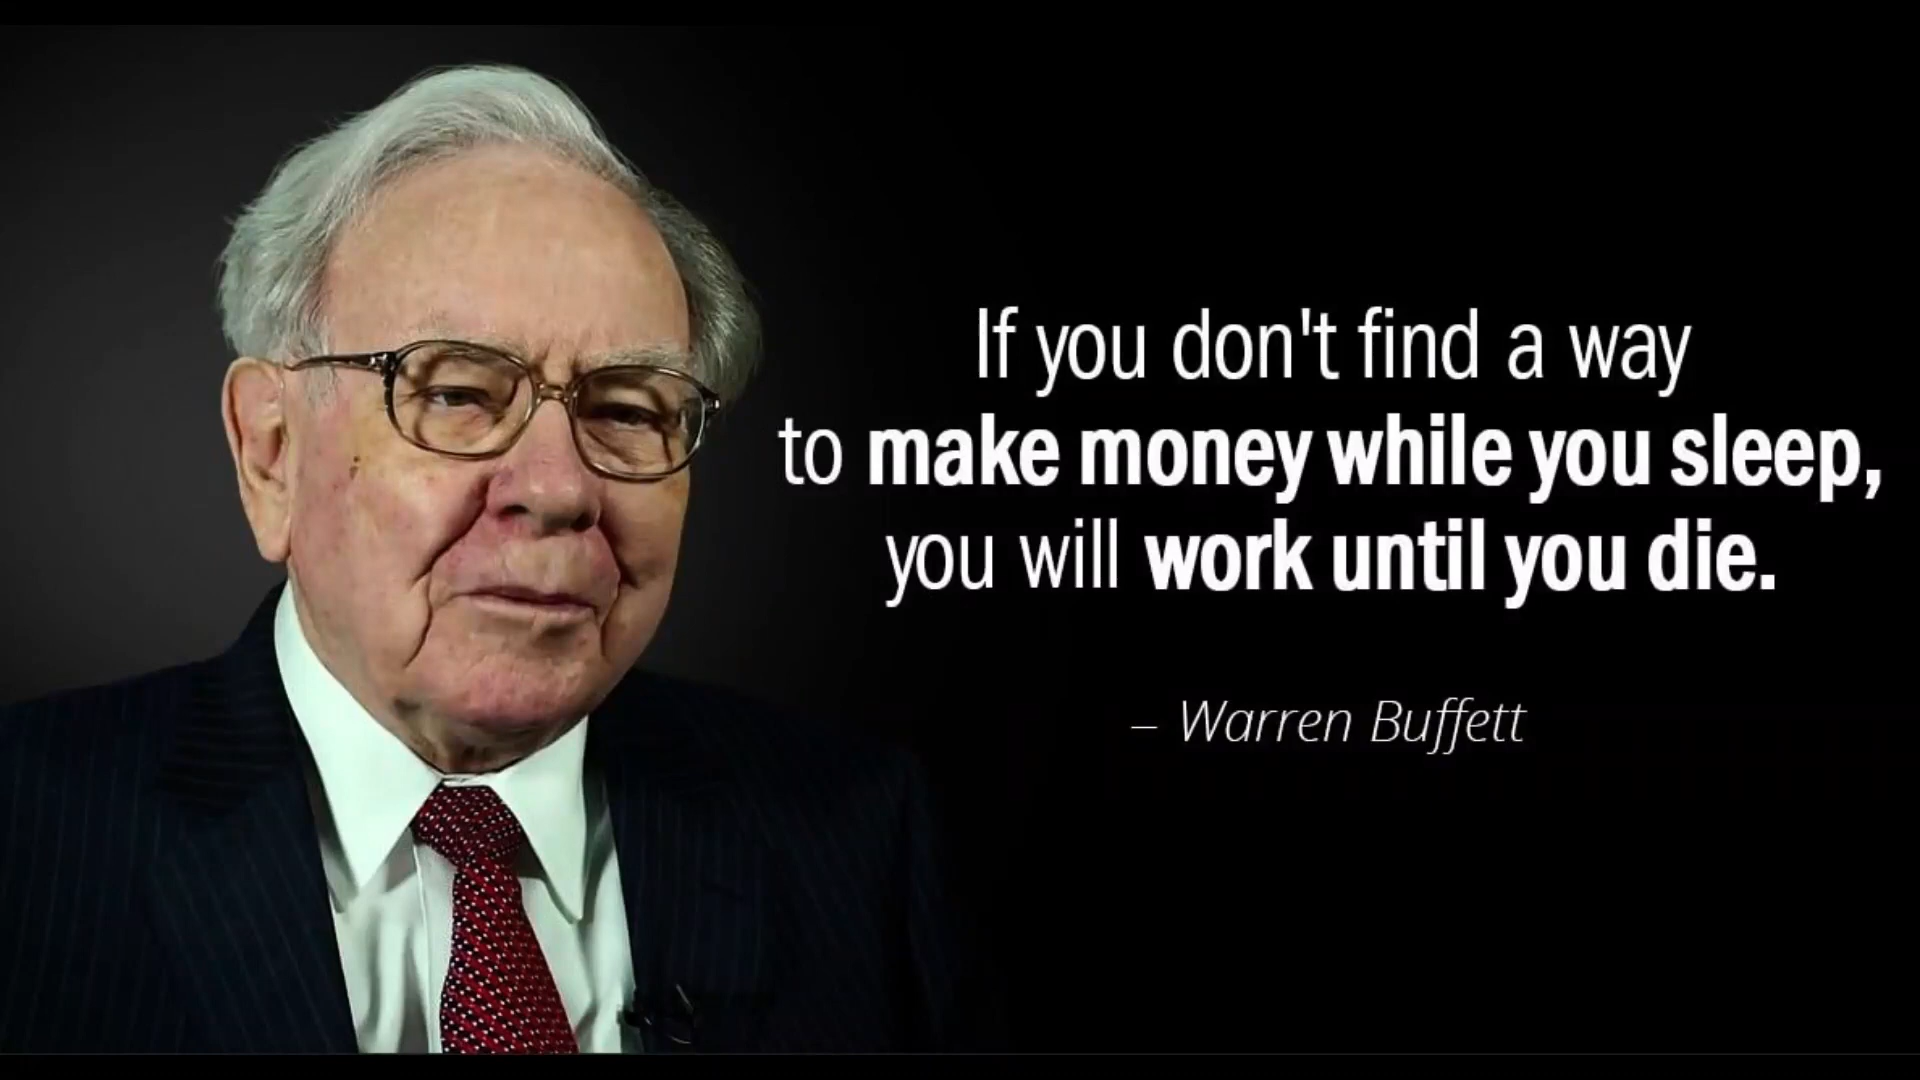 If you don't find a way
to make money while you sleep,
you will work until you die.
– Warren Buffett